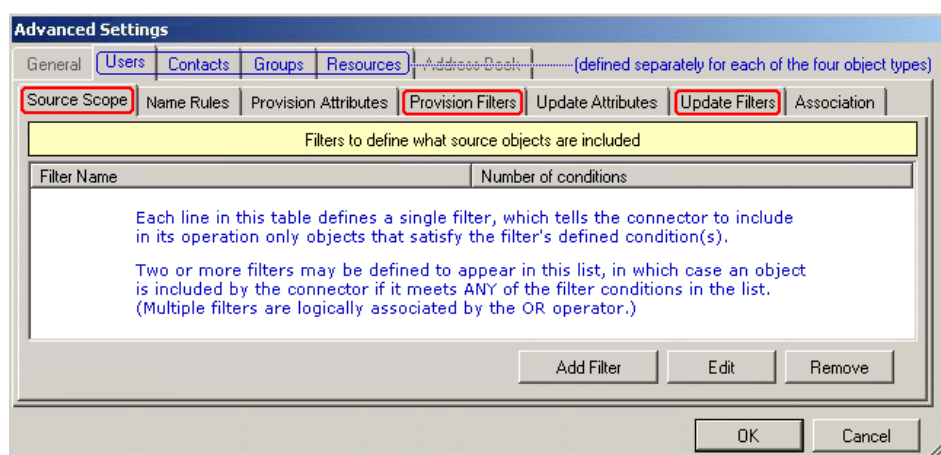 Advanced Settings
General Users Contacts Groups Resources Address Book (defined separately for each of the four object types)
Source Scope Name Rules Provision Attributes Provision Filters Update Attributes Update Filters Association
Filters to define what source objects are included
Filter Name Number of conditions
Each line in this table defines a single filter, which tells the connector to include
in its operation only objects that satisfy the filter's defined condition(s).
Two or more filters may be defined to appear in this list, in which case an object
is included by the connector if it meets ANY of the filter conditions in the list.
(Multiple filters are logically associated by the OR operator.)
Add Filter Edit Remove
OK Cancel